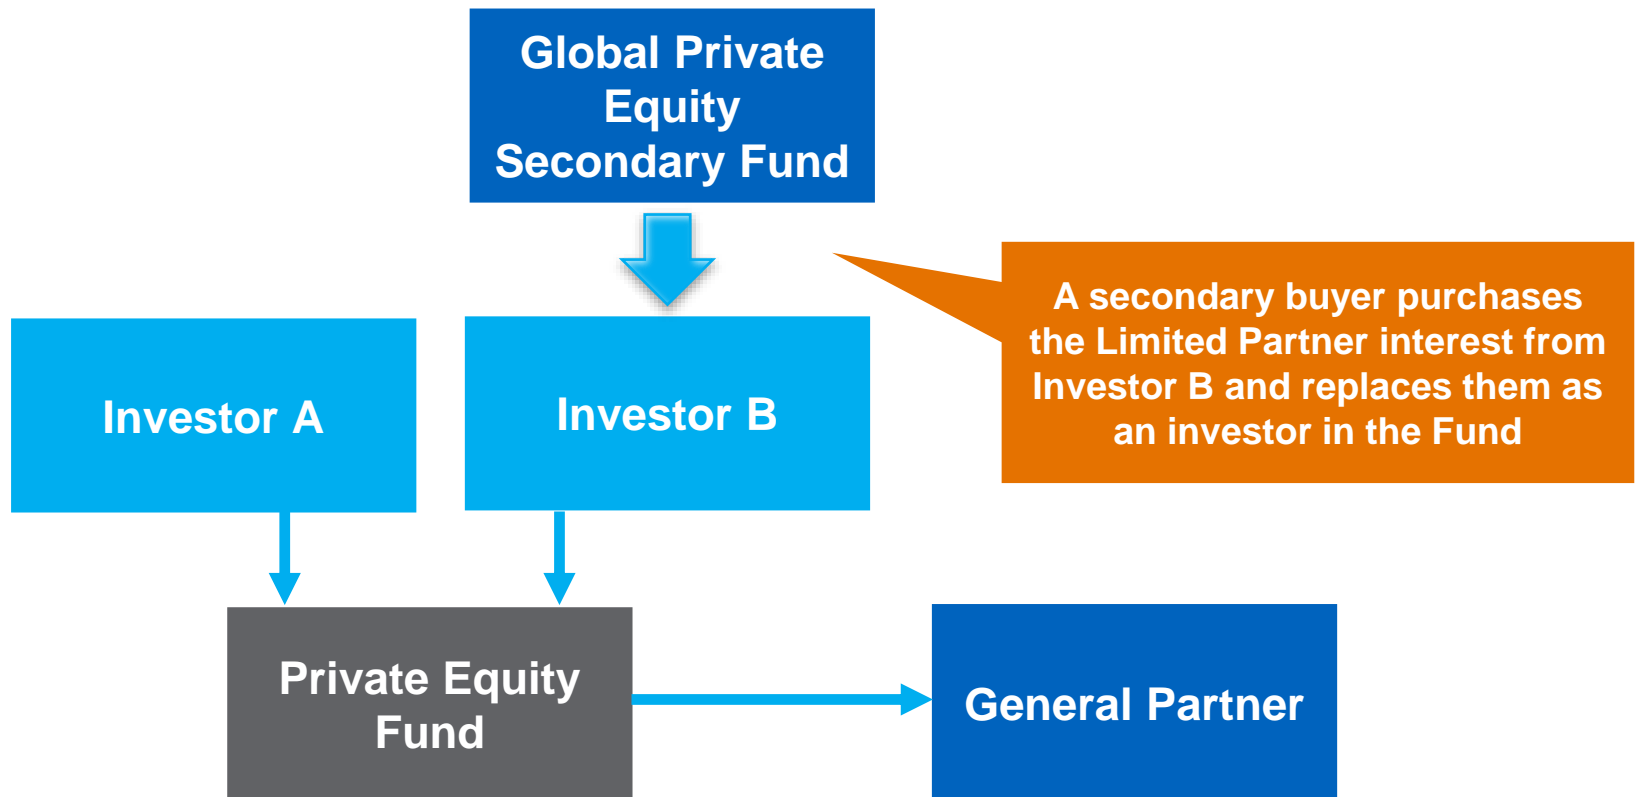 Global Private
Equity
Secondary Fund
A secondary buyer purchases
the Limited Partner interest from
Investor B and replaces them as
an investor in the Fund
Investor A
Investor B
Private Equity
Fund
General Partner